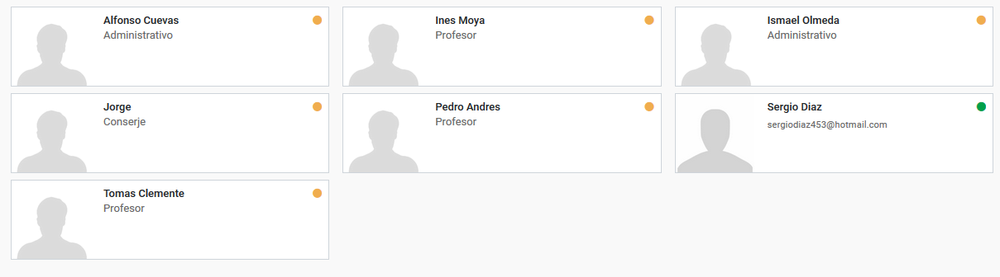 Alfonso Cuevas
Administrativo
Ines Moya
Profesor
Ismael Olmeda
Administrativo
Jorge
Conserje
Pedro Andres
Profesor
Sergio Diaz
sergiodiaz453@hotmail.com
Tomas Clemente
Profesor